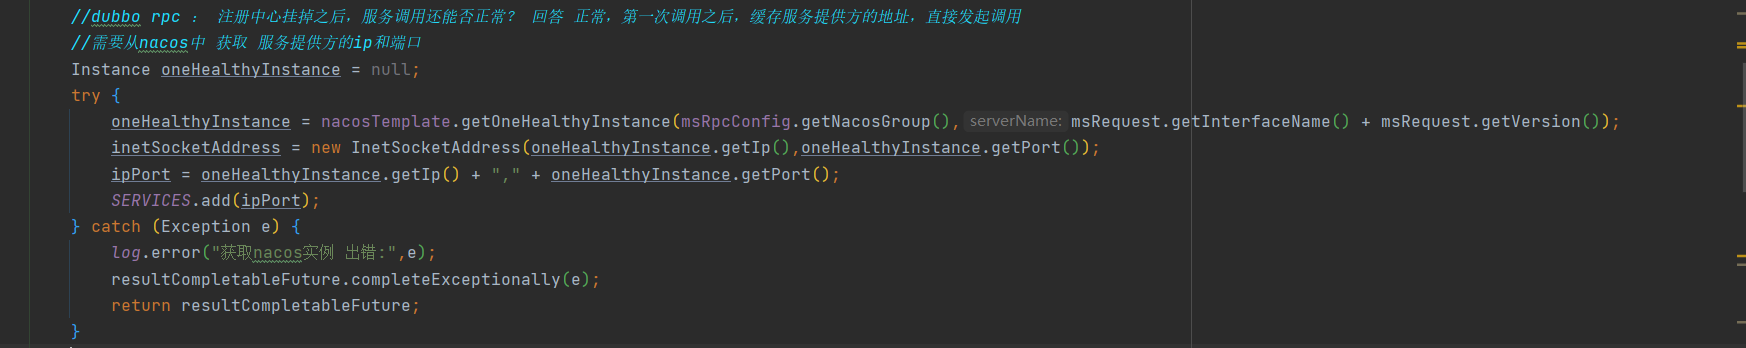 //dubbo rpc ： 注册中心挂掉之后，服务调用还能否正常? 回答 正常，第一次调用之后，缓存服务提供方的地址，直接发起调用
//需要从nacos中 获取 服务提供方的ip和端口
Instance oneHealthyInstance = null;
try {
oneHealthyInstance = nacosTemplate.getOneHealthyInstance(msRpcConfig.getNacosGroup(), serverName: msRequest.getInterfaceName() + msRequest.getVersion());
inetSocketAddress = new InetSocketAddress(oneHealthyInstance.getIp(),oneHealthyInstance.getPort());
ipPort = oneHealthyInstance.getIp() + "," + oneHealthyInstance.getPort();
SERVICES.add(ipPort);
} catch (Exception e) {
log.error("获取nacos实例 出错:",e);
resultCompletableFuture.completeExceptionally(e);
return resultCompletableFuture;
}